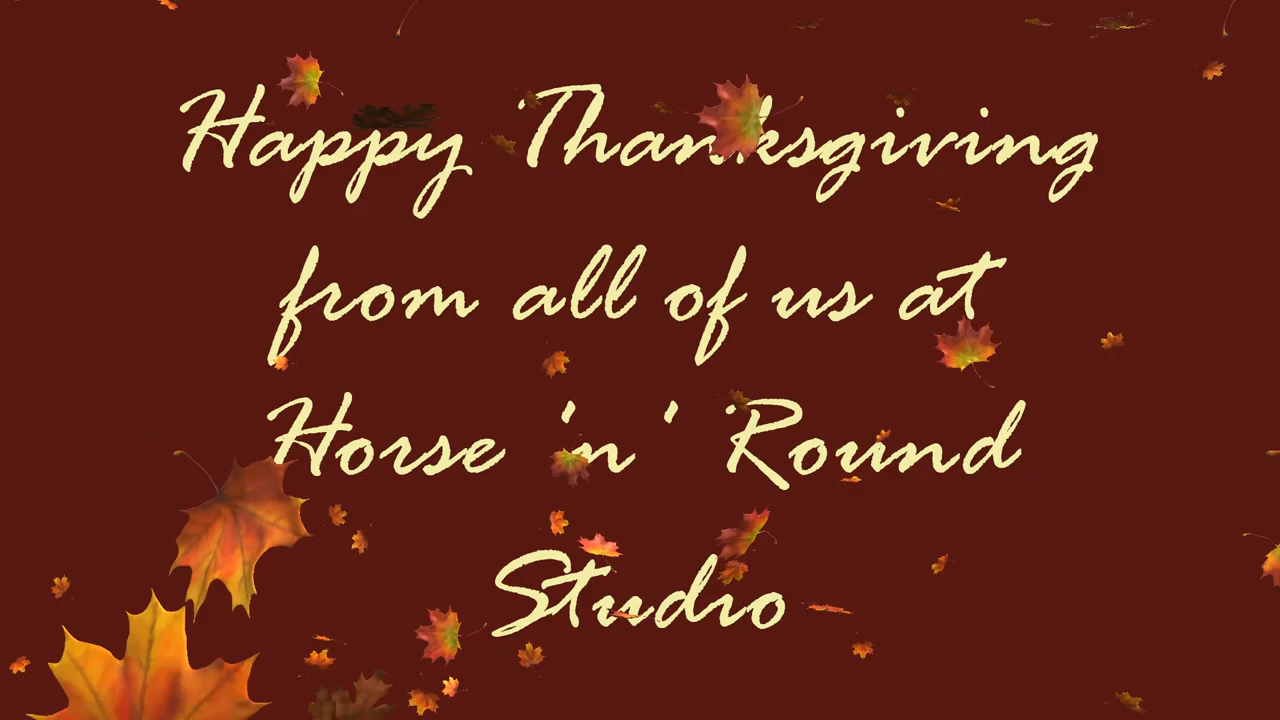 Happy Thanksgiving
from all of us at
Horse 'n' Round
Studio